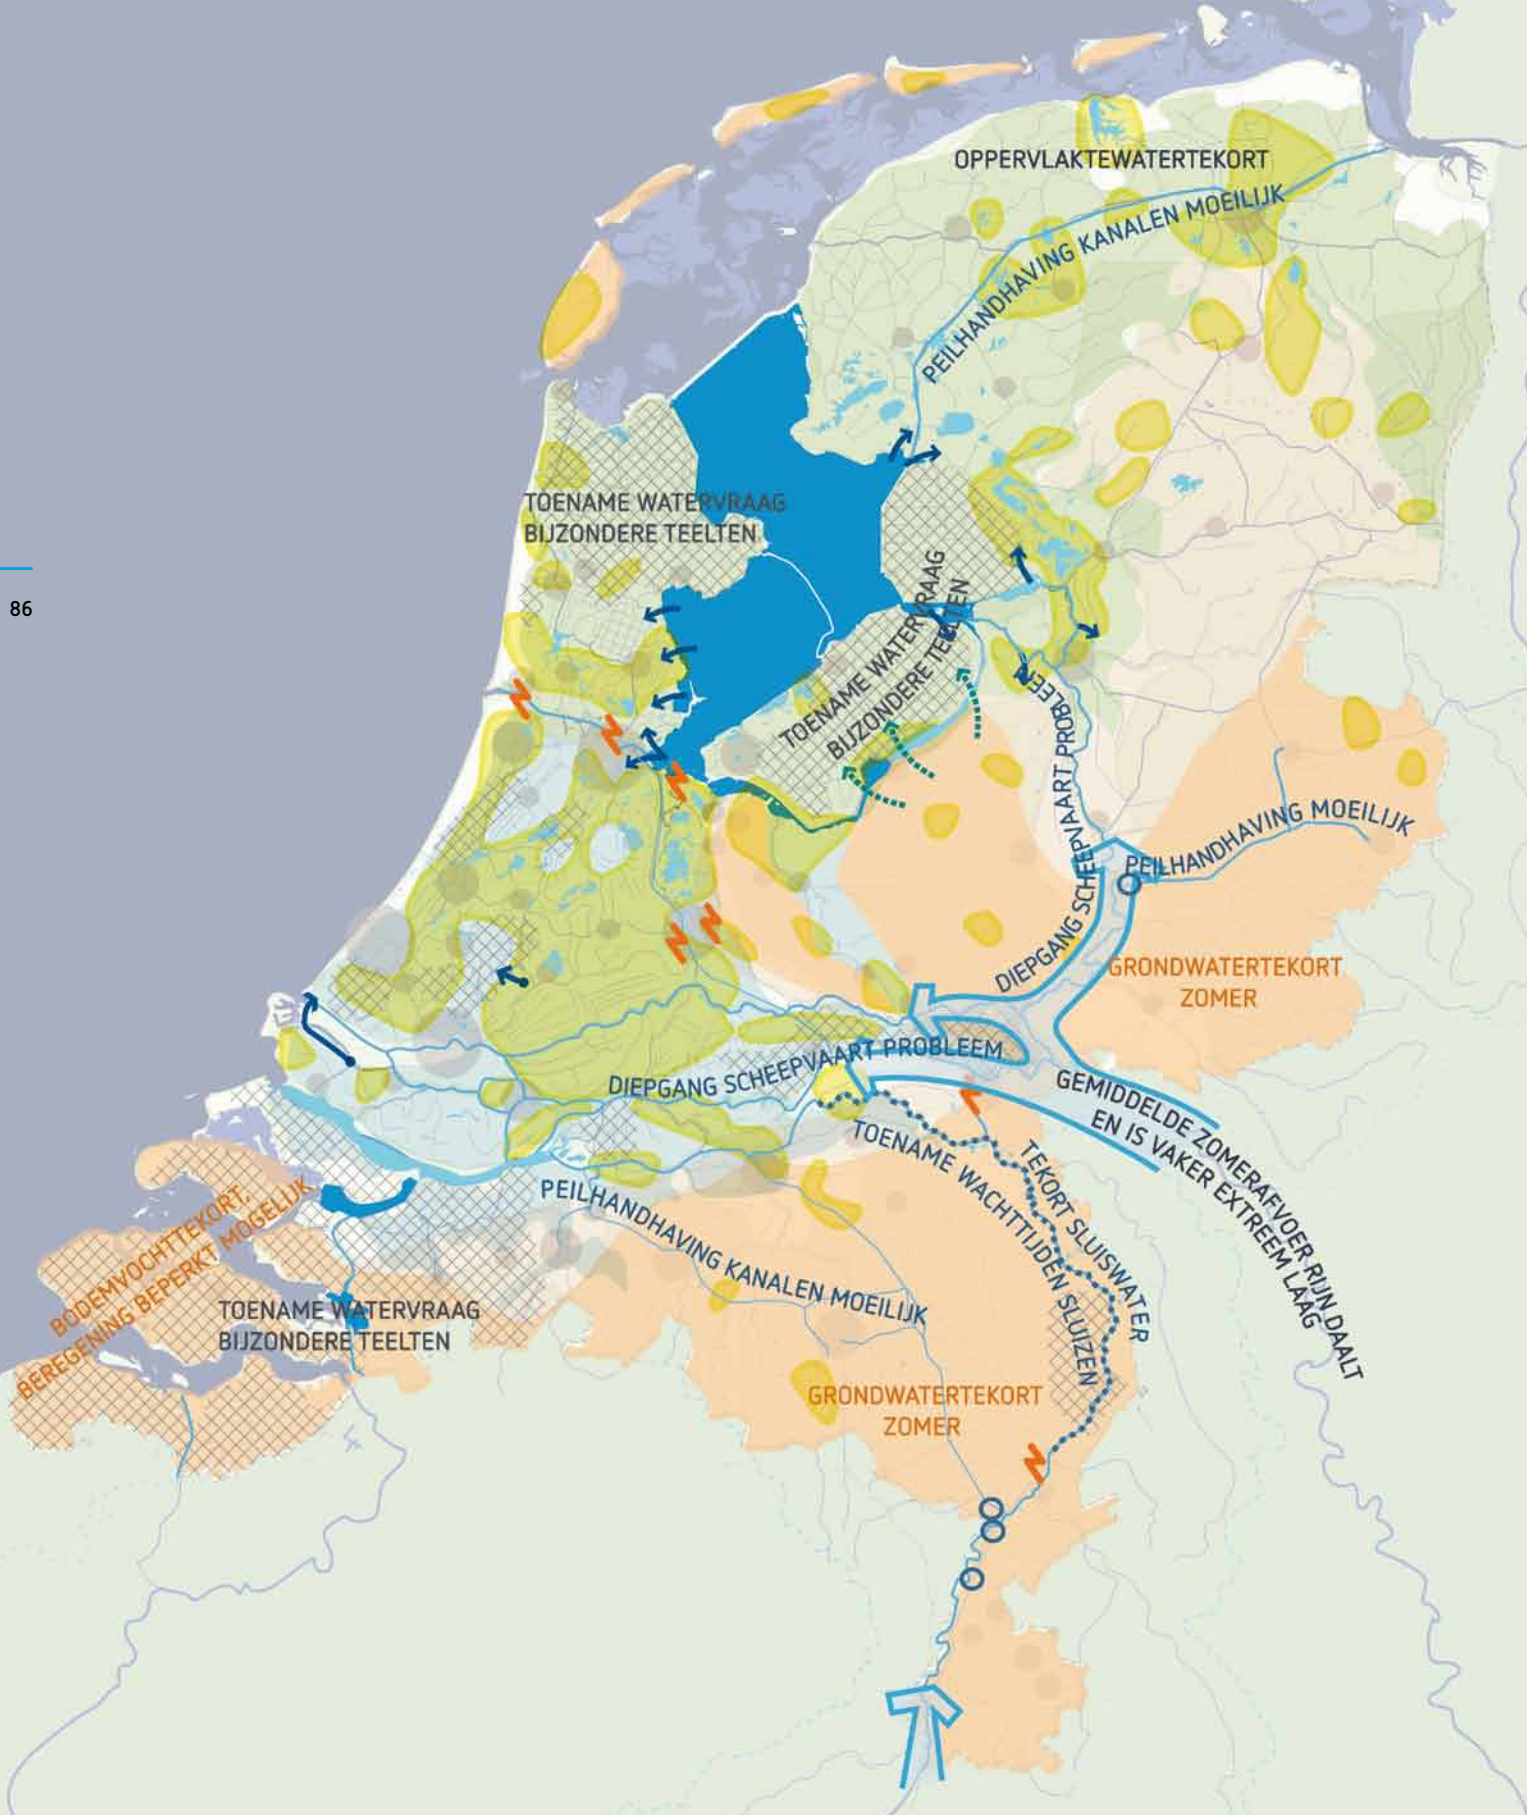 OPPERVLAKTEWATERTEKORT
PEILHANDHAVING KANALEN MOEILIJK
TOENAME WATERVRAAG
BIJZONDERE TEELTEN
86
TOENAME WATERVRAAG
BIJZONDERE TEELTEN
DIEPGANG SCHEEPVAART PROBLEEM
PEILHANDHAVING MOEILIJK
GRONDWATERTEKORT
ZOMER
DIEPGANG SCHEEPVAART PROBLEEM
GEMIDDELDE ZOMERAFVOER RIJN DAALT
EN IS VAKER EXTREEM LAAG
TOENAME WACHTTIJDEN SLUIZEN
TEKORT SLUISWATER
PEILHANDHAVING KANALEN MOEILIJK
BODEMVOCHTTEKORT,
BEREGENING BEPERKT MOGELIJK
TOENAME WATERVRAAG
BIJZONDERE TEELTEN
GRONDWATERTEKORT
ZOMER